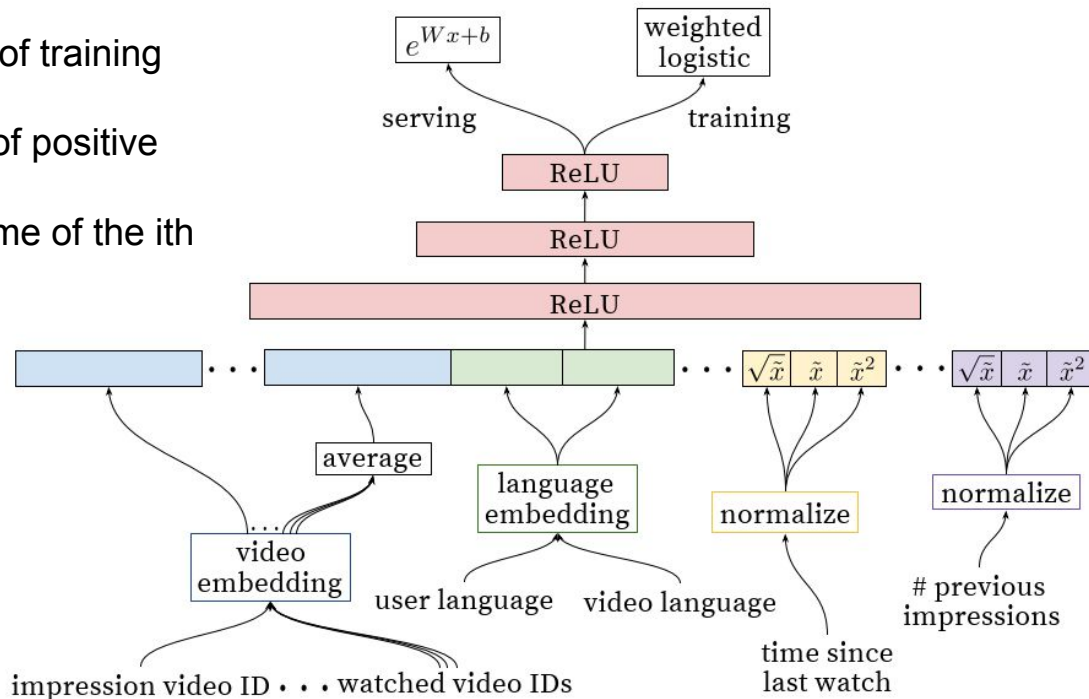 of training
of positive
me of the ith
e^{Wx+b}
weighted
logistic
serving
training
ReLU
ReLU
ReLU
√x̃ x̃ x̃²
√x̃ x̃ x̃²
average
language
embedding
normalize
normalize
video
embedding
user language
video language
# previous
impressions
time since
last watch
impression video ID • • • watched video IDs